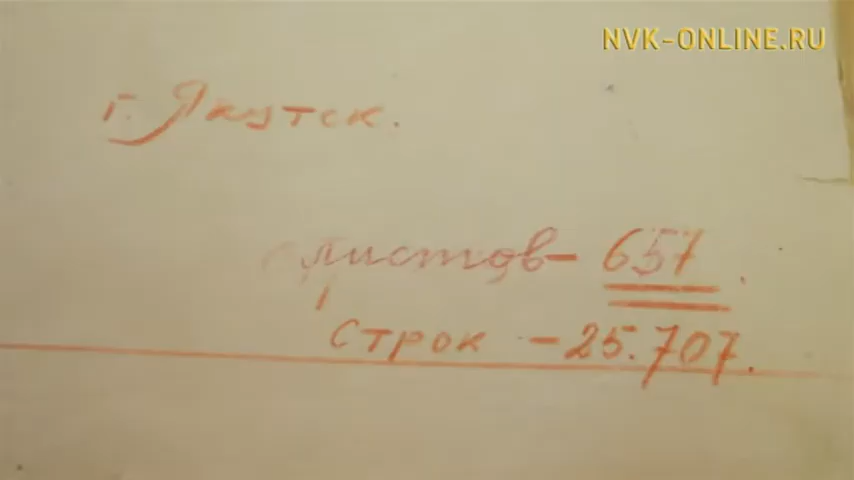 NVK-ONLINE.RU
г. Якутск.
листов - 657.
Строк - 25.707.